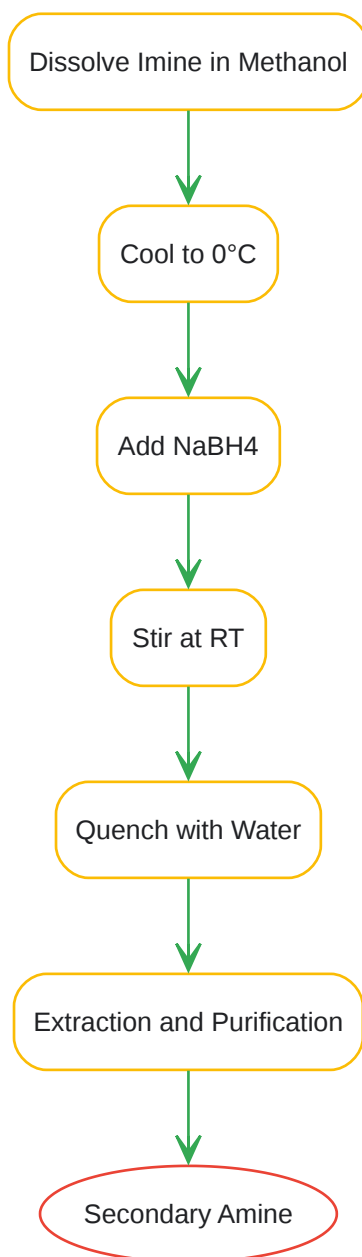 Dissolve Imine in Methanol
Cool to 0°C
Add NaBH4
Stir at RT
Quench with Water
Extraction and Purification
Secondary Amine